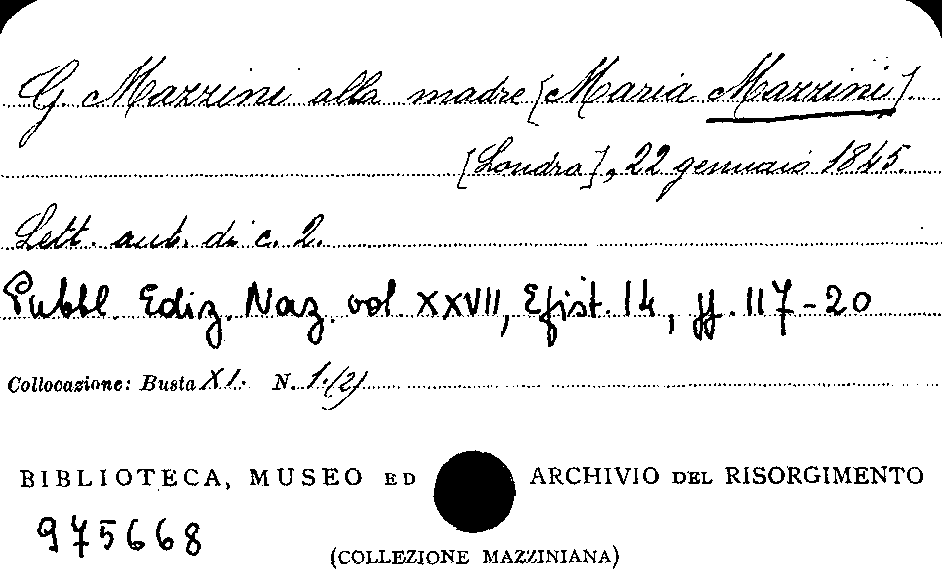 G. Mazzini alla madre [Maria Mazzini].
[Londra], 22 gennaio 1845.
Lett. aut. di c. 2.
Pubbl. Ediz. Naz. vol. XXVII, Epist. 14, pp. 117-20
Collocazione: Busta XI. N. 1.(2)
BIBLIOTECA, MUSEO ED ARCHIVIO DEL RISORGIMENTO
975668
(COLLEZIONE MAZZINIANA)